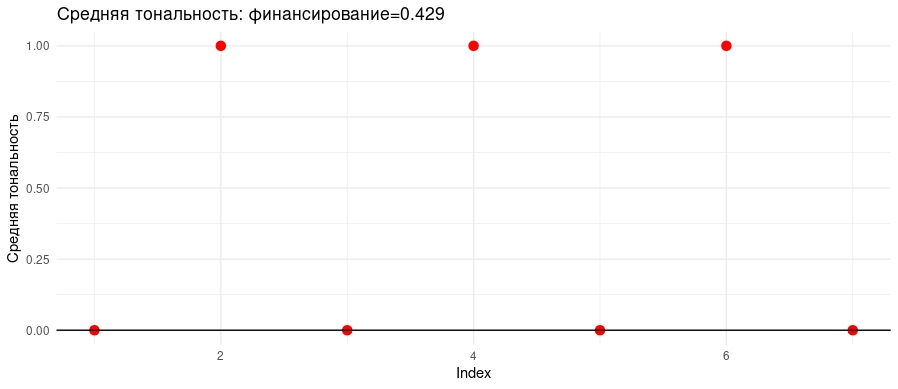 Средняя тональность: финансирование=0.429
Средняя тональность
1.00
0.75
0.50
0.25
0.00
2 4 6
Index